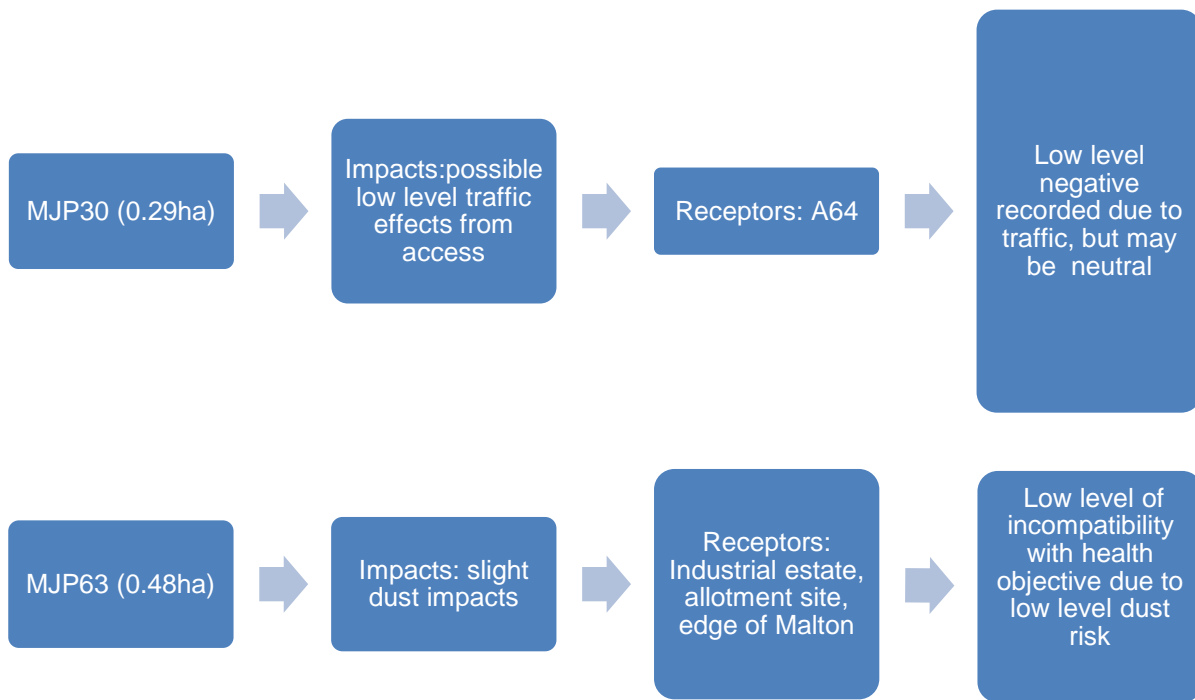 MJP30 (0.29ha)
Impacts:possible
low level traffic
effects from
access
Receptors: A64
Low level
negative
recorded due to
traffic, but may
be  neutral
MJP63 (0.48ha)
Impacts: slight
dust impacts
Receptors:
Industrial estate,
allotment site,
edge of Malton
Low level of
incompatibility
with health
objective due to
low level dust
risk